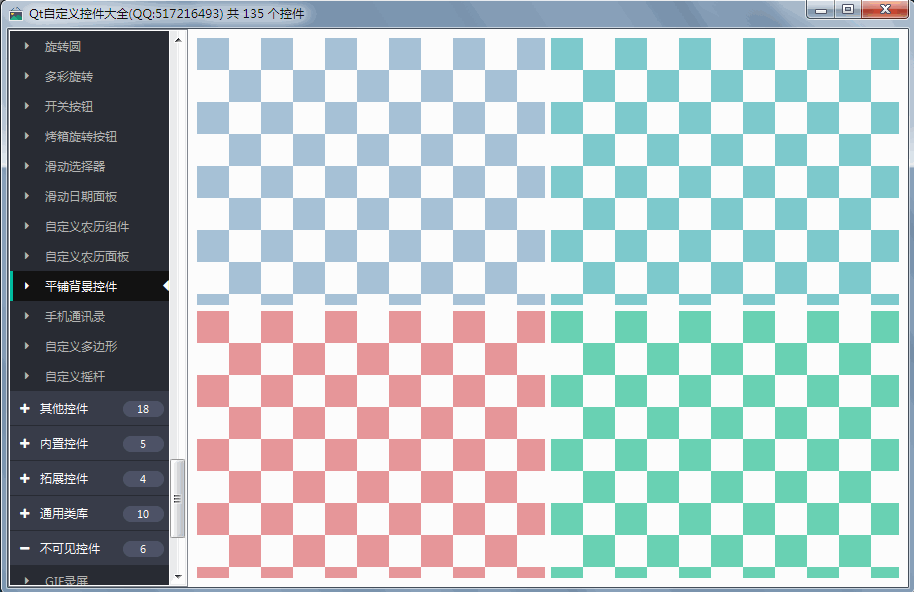 Qt自定义控件大全(QQ:517216493) 共 135 个控件
旋转圆
多彩旋转
开关按钮
烤箱旋转按钮
滑动选择器
滑动日期面板
自定义农历组件
自定义农历面板
平铺背景控件
手机通讯录
自定义多边形
自定义摇杆
其他控件 18
内置控件 5
拓展控件 4
通用类库 10
不可见控件 6
GIF录屏